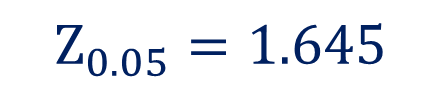 Z₀.₀₅ = 1.645